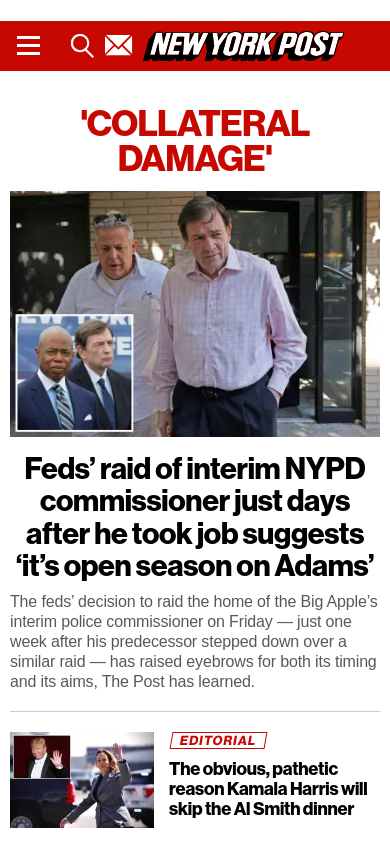 NEW YORK POST
'COLLATERAL
DAMAGE'
Feds’ raid of interim NYPD
commissioner just days
after he took job suggests
‘it’s open season on Adams’
The feds’ decision to raid the home of the Big Apple’s
interim police commissioner on Friday — just one
week after his predecessor stepped down over a
similar raid — has raised eyebrows for both its timing
and its aims, The Post has learned.
EDITORIAL
The obvious, pathetic
reason Kamala Harris will
skip the Al Smith dinner